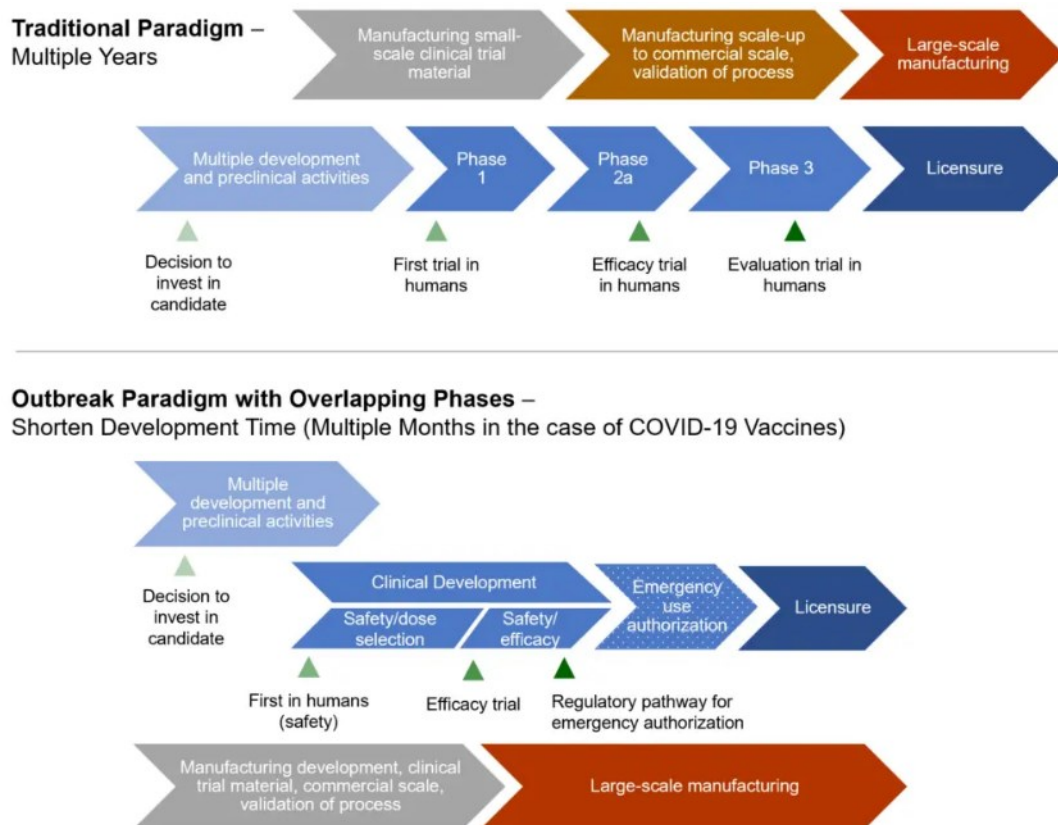 Traditional Paradigm –
Multiple Years
Manufacturing small-
scale clinical trial
material
Manufacturing scale-up
to commercial scale,
validation of process
Large-scale
manufacturing
Multiple development
and preclinical activities
Phase
1
Phase
2a
Phase 3
Licensure
Decision to
invest in
candidate
First trial in
humans
Efficacy trial
in humans
Evaluation trial in
humans
Outbreak Paradigm with Overlapping Phases –
Shorten Development Time (Multiple Months in the case of COVID-19 Vaccines)
Multiple
development and
preclinical activities
Decision to
invest in
candidate
Clinical Development
Safety/dose
selection
Safety/
efficacy
Emergency
use
authorization
Licensure
First in humans
(safety)
Efficacy trial
Regulatory pathway for
emergency authorization
Manufacturing development, clinical
trial material, commercial scale,
validation of process
Large-scale manufacturing